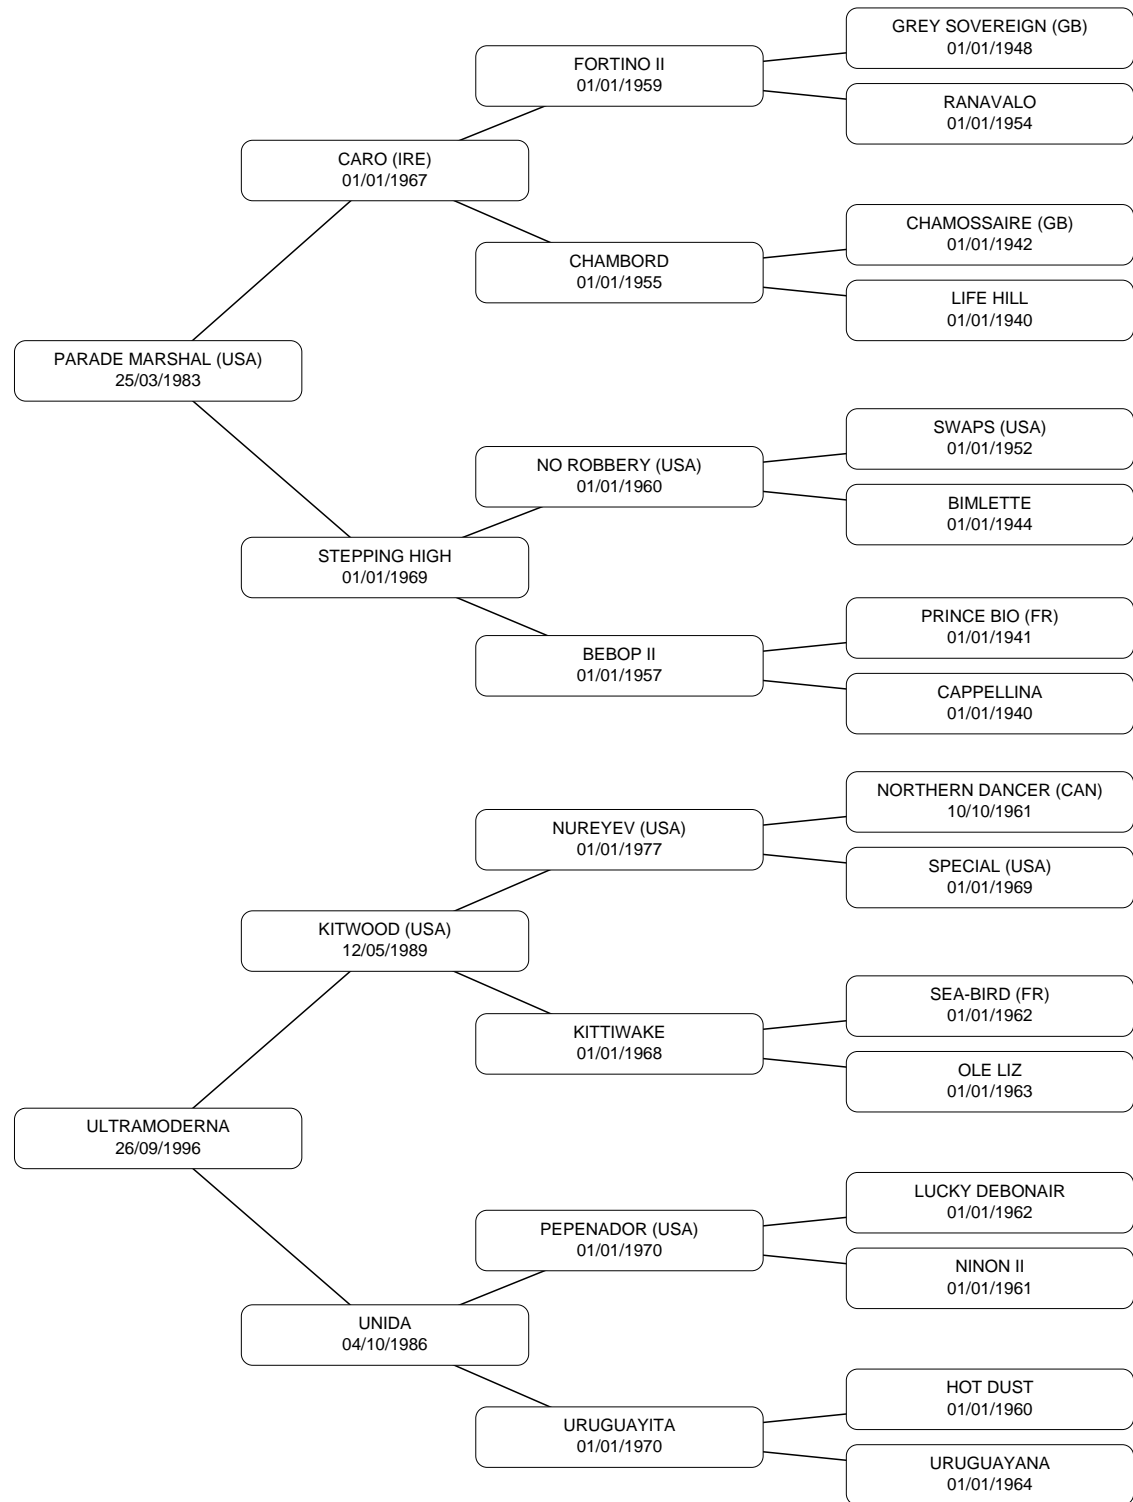 GREY SOVEREIGN (GB)
01/01/1948
FORTINO II
01/01/1959
RANAVALO
01/01/1954
CARO (IRE)
01/01/1967
CHAMOSSAIRE (GB)
01/01/1942
CHAMBORD
01/01/1955
LIFE HILL
01/01/1940
PARADE MARSHAL (USA)
25/03/1983
SWAPS (USA)
01/01/1952
NO ROBBERY (USA)
01/01/1960
BIMLETTE
01/01/1944
STEPPING HIGH
01/01/1969
PRINCE BIO (FR)
01/01/1941
BEBOP II
01/01/1957
CAPPELLINA
01/01/1940
NORTHERN DANCER (CAN)
10/10/1961
NUREYEV (USA)
01/01/1977
SPECIAL (USA)
01/01/1969
KITWOOD (USA)
12/05/1989
SEA-BIRD (FR)
01/01/1962
KITTIWAKE
01/01/1968
OLE LIZ
01/01/1963
ULTRAMODERNA
26/09/1996
LUCKY DEBONAIR
01/01/1962
PEPENADOR (USA)
01/01/1970
NINON II
01/01/1961
UNIDA
04/10/1986
HOT DUST
01/01/1960
URUGUAYITA
01/01/1970
URUGUAYANA
01/01/1964